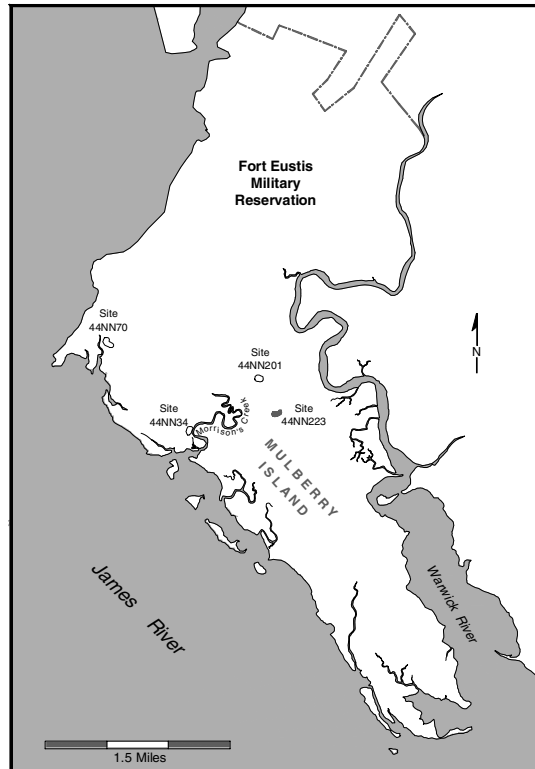 Fort Eustis
Military
Reservation
Site
44NN70
N
Site
44NN201
Site
44NN34
Morrison's Creek
Site
44NN223
MULBERRY
ISLAND
James
River
Warwick River
1.5 Miles